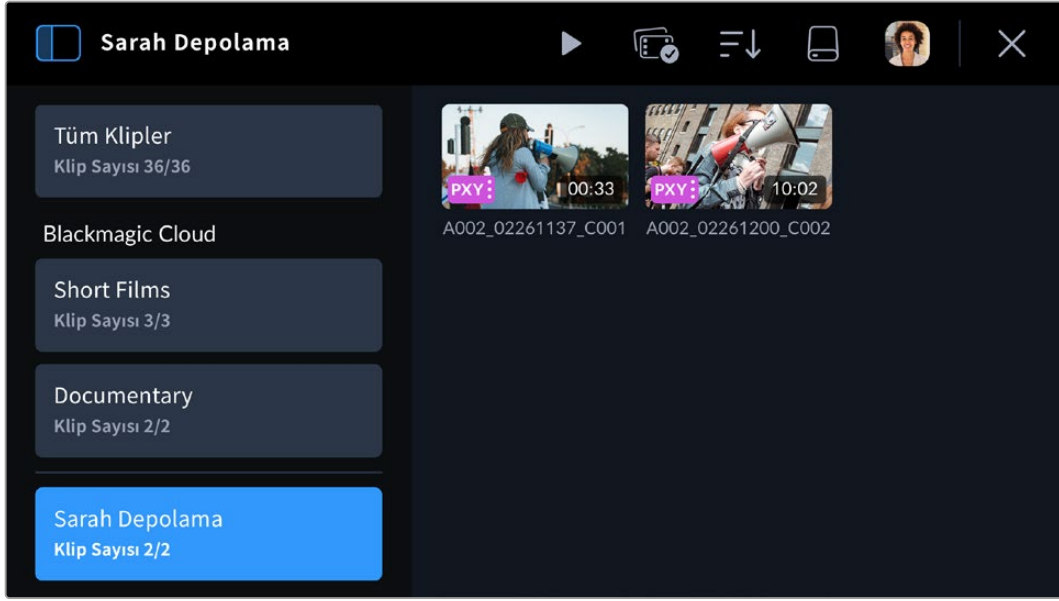 Sarah Depolama
Tüm Klipler
Klip Sayısı 36/36
Blackmagic Cloud
Short Films
Klip Sayısı 3/3
Documentary
Klip Sayısı 2/2
Sarah Depolama
Klip Sayısı 2/2
PXY 00:33
A002_02261137_C001
PXY 10:02
A002_02261200_C002